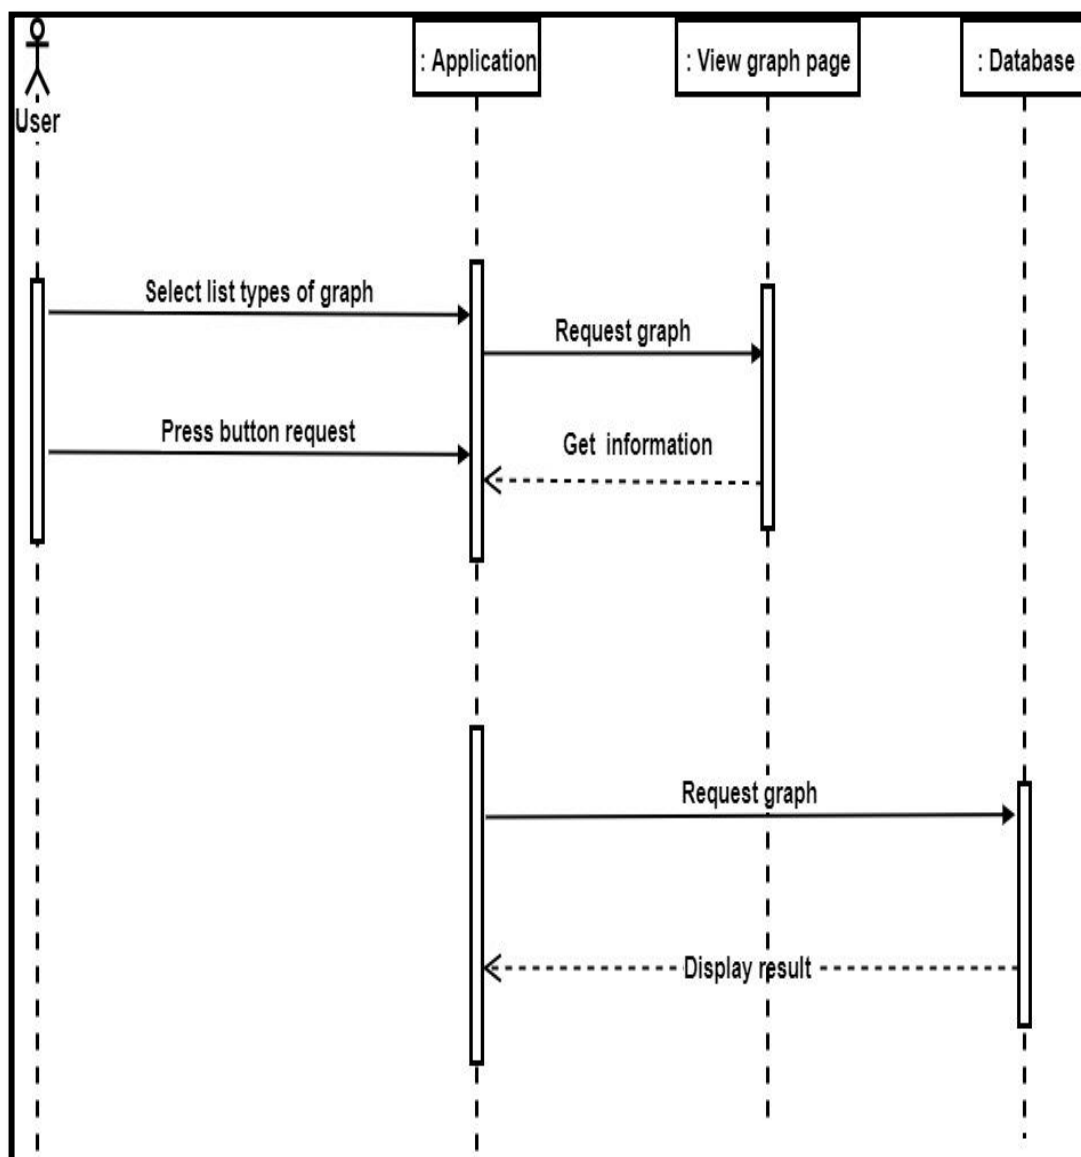 : Application
: View graph page
: Database
User
Select list types of graph
Request graph
Press button request
Get information
Request graph
Display result